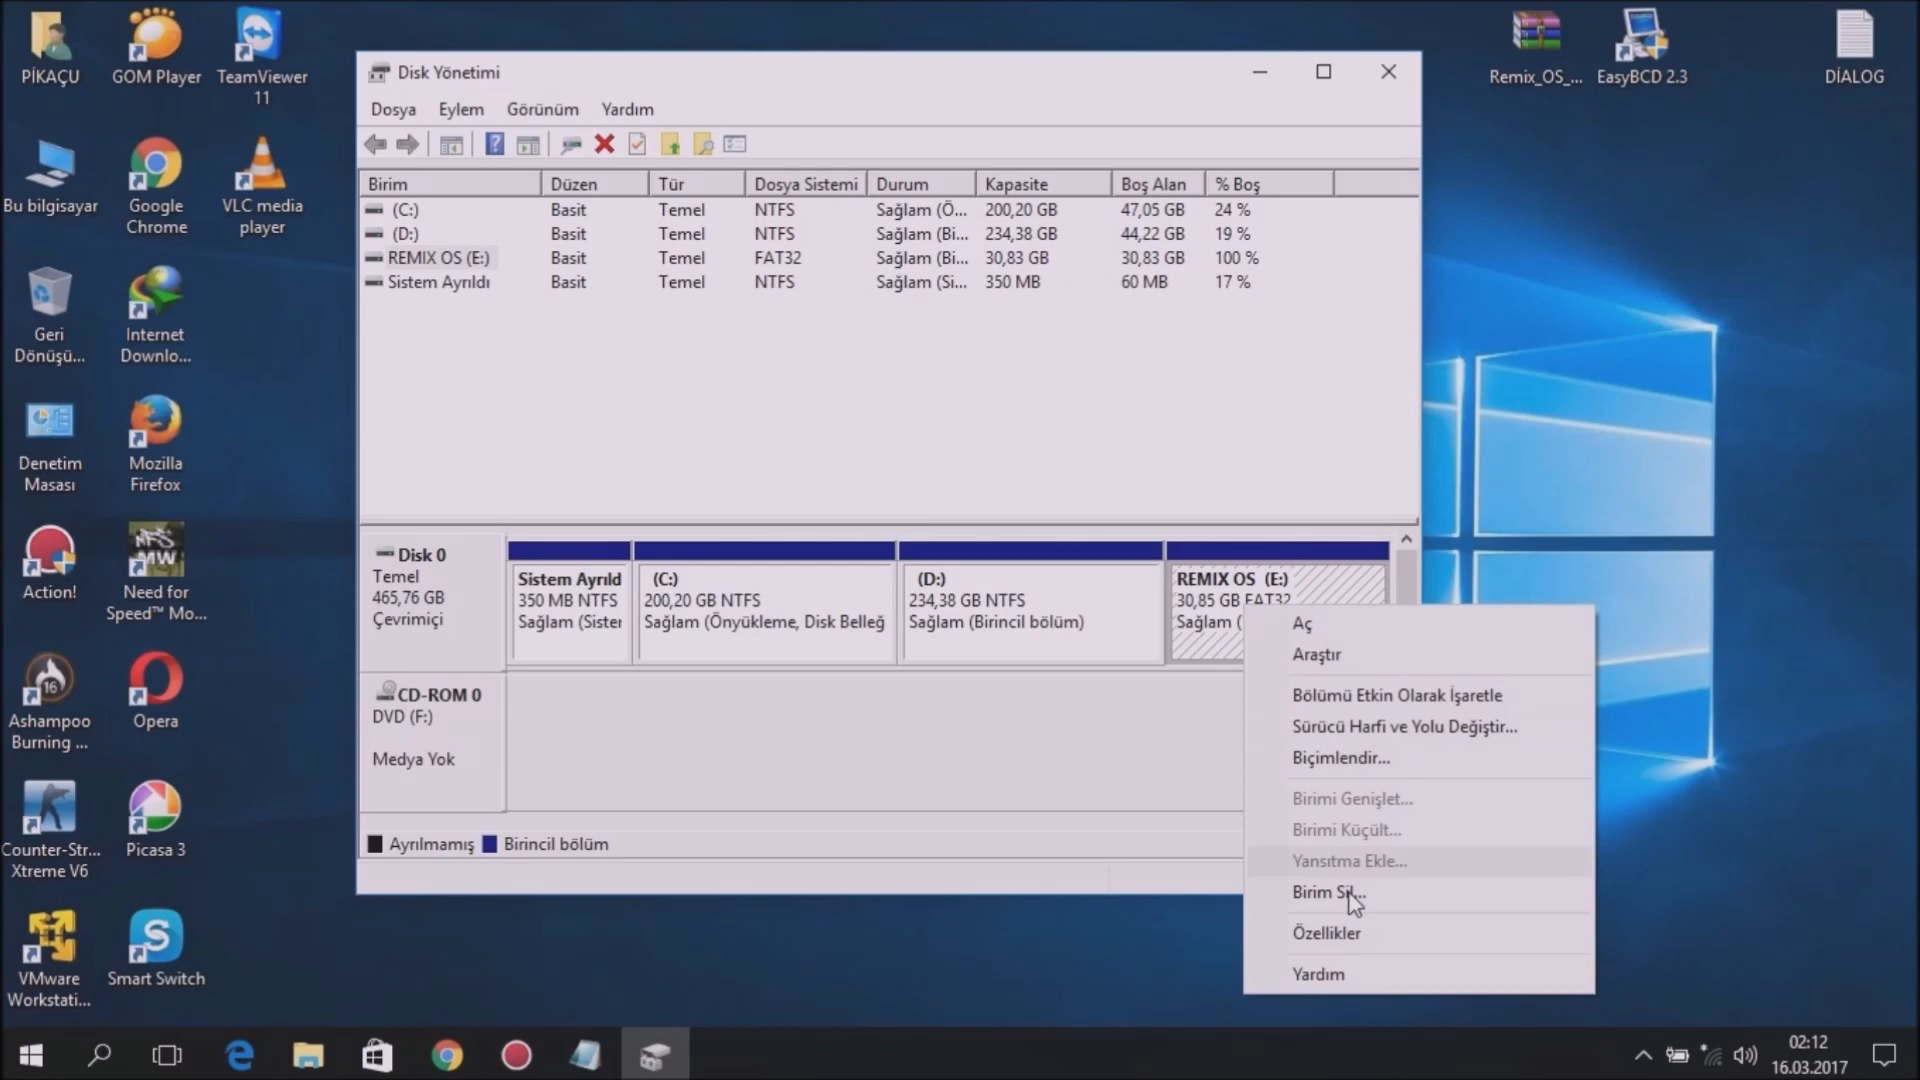 PİKAÇU
GOM Player
TeamViewer
11
Bu bilgisayar
Google
Chrome
VLC media
player
Geri
Dönüşü...
Internet
Downlo...
Denetim
Masası
Mozilla
Firefox
Action!
Need for
Speed™ Mo...
Ashampoo
Burning ...
Opera
Counter-Str...
Xtreme V6
Picasa 3
VMware
Workstati...
Smart Switch
Remix_OS_...
EasyBCD 2.3
DİALOG
Disk Yönetimi
Dosya Eylem Görünüm Yardım
Birim Düzen Tür Dosya Sistemi Durum Kapasite Boş Alan % Boş
(C:) Basit Temel NTFS Sağlam (Ö... 200,20 GB 47,05 GB 24 %
(D:) Basit Temel NTFS Sağlam (Bi... 234,38 GB 44,22 GB 19 %
REMIX OS (E:) Basit Temel FAT32 Sağlam (Bi... 30,83 GB 30,83 GB 100 %
Sistem Ayrıldı Basit Temel NTFS Sağlam (Si... 350 MB 60 MB 17 %
Disk 0
Temel
465,76 GB
Çevrimiçi
Sistem Ayrıld
350 MB NTFS
Sağlam (Sister
(C:)
200,20 GB NTFS
Sağlam (Önyükleme, Disk Belleğ
(D:)
234,38 GB NTFS
Sağlam (Birincil bölüm)
REMIX OS (E:)
30,85 GB FAT32
Sağlam (
CD-ROM 0
DVD (F:)
Medya Yok
Ayrılmamış Birincil bölüm
Aç
Araştır
Bölümü Etkin Olarak İşaretle
Sürücü Harfi ve Yolu Değiştir...
Biçimlendir...
Birimi Genişlet...
Birimi Küçült...
Yansıtma Ekle...
Birim Sil...
Özellikler
Yardım
02:12
16.03.2017